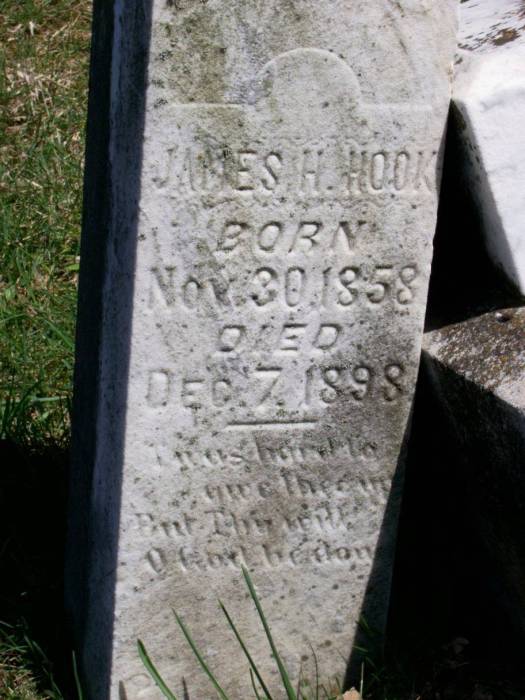 JAMES H. HOOK
BORN
Nov. 30, 1858
DIED
Dec. 7, 1898
was hard to
give thee up
But Thy will
O God be done